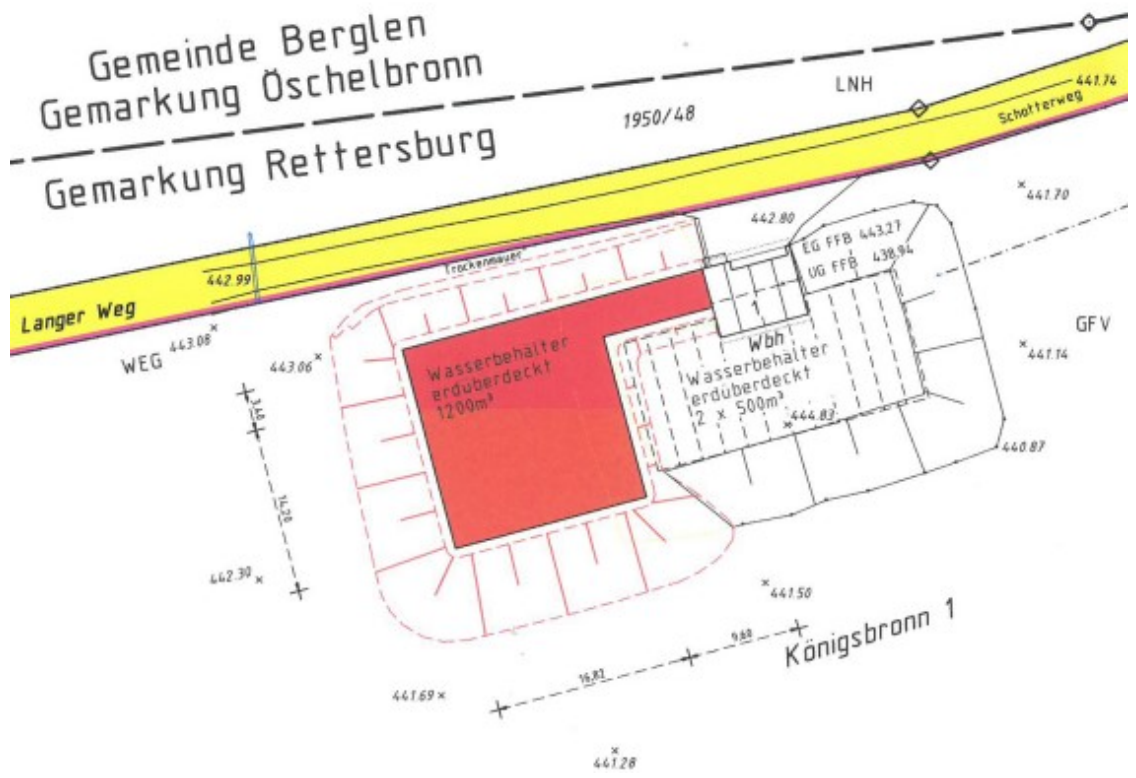 Gemeinde Berglen
Gemarkung Öschelbronn
Gemarkung Rettersburg
1950/48
LNH
441.74
Schotterweg
441.70
442.80
EG FFB 443,27
UG FFB 438,94
Trockenmauer
442.99
Langer Weg
WEG
443.08
443.06
GFV
441.14
1
Wbh
Wasserbehälter
erdüberdeckt
1200m³
Wasserbehälter
erdüberdeckt
2 x 500m³
444.83
440.87
3,40
14,20
442.30
441.50
Königsbronn 1
9,60
16,82
441.69
441.28